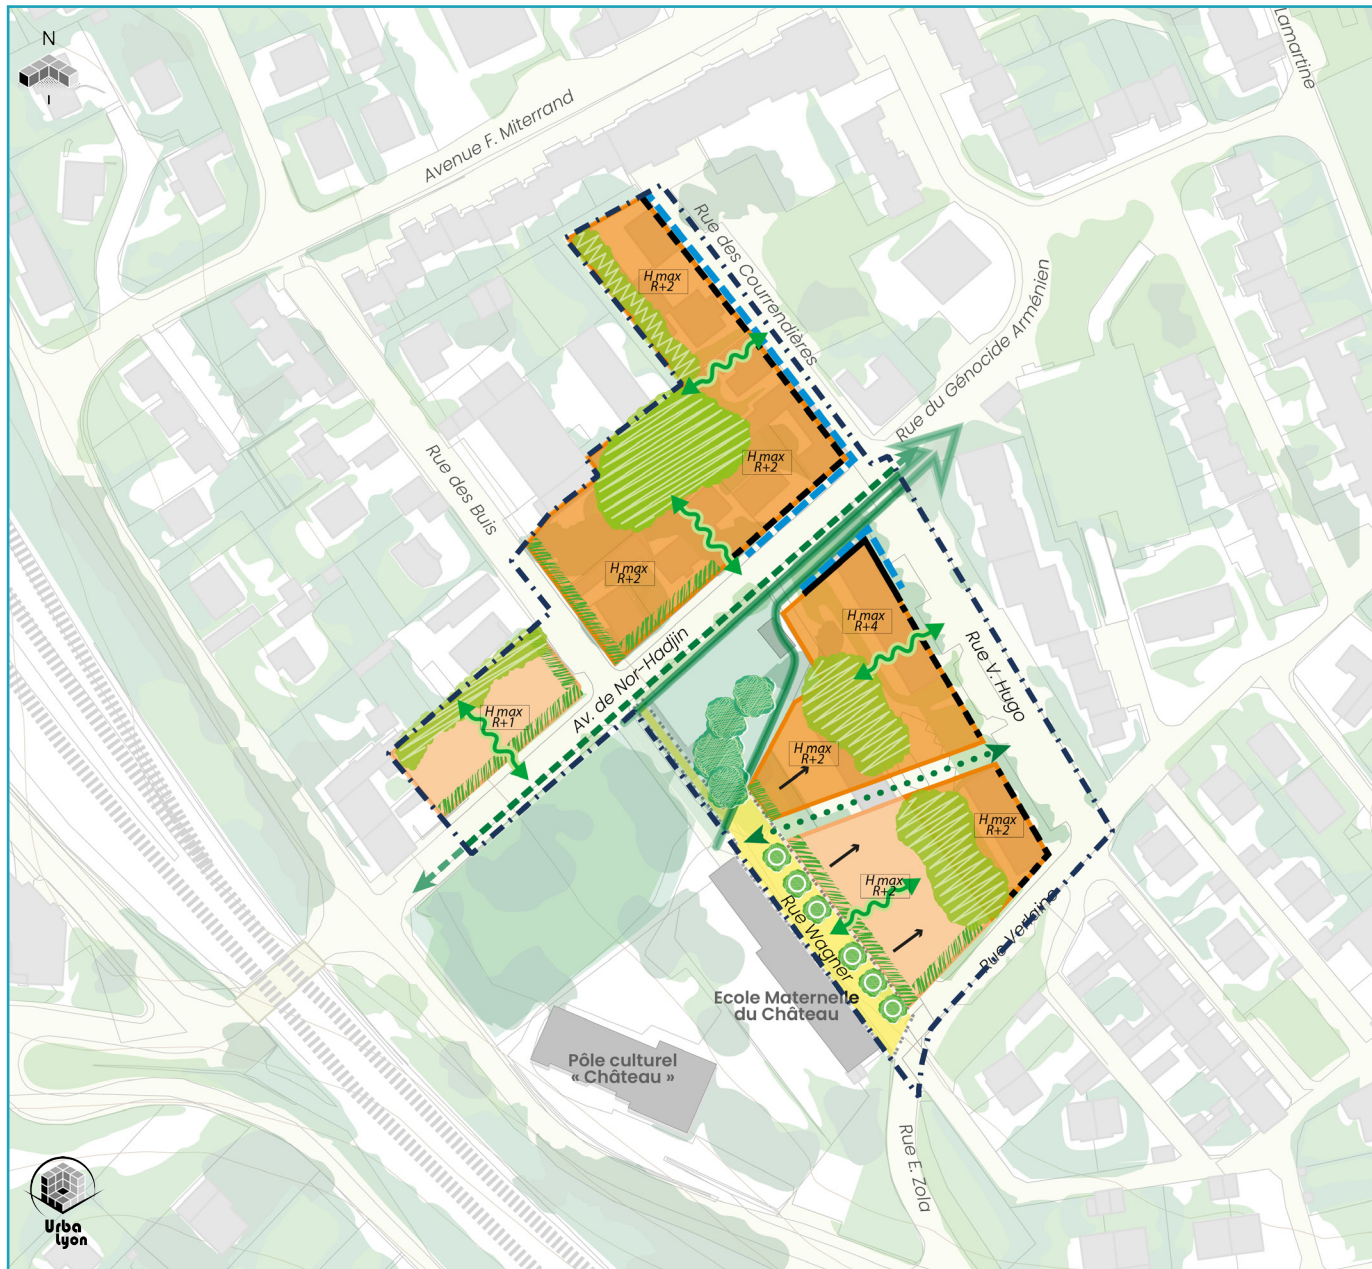 N
Lamartine
Avenue F. Miterrand
Rue des Courrendières
H max
R+2
Rue du Génocide Arménien
Rue des Buis
H max
R+2
H max
R+2
H max
R+4
Rue V. Hugo
Av. de Nor-Hadjin
H max
R+1
H max
R+2
H max
R+2
H max
R+2
Rue Wagner
Rue Verlaine
Ecole Maternelle
du Château
Pôle culturel
« Château »
Rue E. Zola
Urba
Lyon